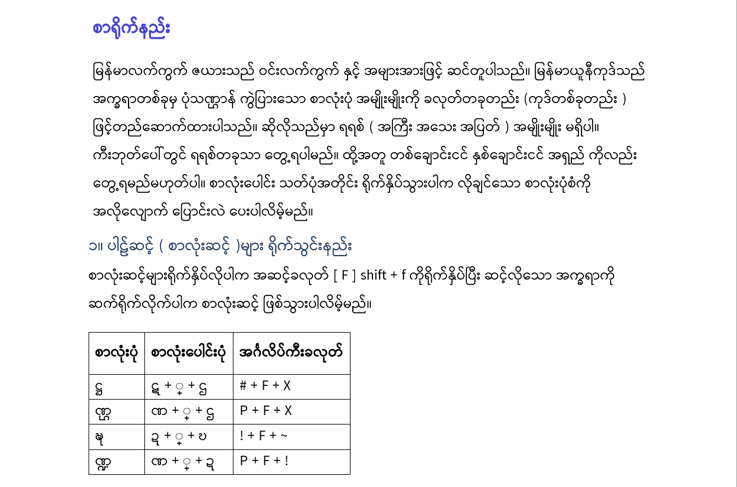 စာရိုက်နည်း
မြန်မာလက်ကွက် ဇယားသည် ဝင်းလက်ကွက် နှင့် အများအားဖြင့် ဆင်တူပါသည်။ မြန်မာယူနီကုဒ်သည်
အက္ခရာတစ်ခုမှ ပုံသဏ္ဌာန် ကွဲပြားသော စာလုံးပုံ အမျိုးမျိုးကို ခလုတ်တခုတည်း (ကုဒ်တစ်ခုတည်း )
ဖြင့်တည်ဆောက်ထားပါသည်။ ဆိုလိုသည်မှာ ရရစ် ( အကြီး အသေး အပြတ် ) အမျိုးမျိုး မရှိပါ။
ကီးဘုတ်ပေါ်တွင် ရရစ်တခုသာ တွေ့ရပါမည်။ ထို့အတူ တစ်ချောင်းငင် နှစ်ချောင်းငင် အရှည် ကိုလည်း
တွေ့ရမည်မဟုတ်ပါ။ စာလုံးပေါင်း သတ်ပုံအတိုင်း ရိုက်နှိပ်သွားပါက လိုချင်သော စာလုံးပုံစံကို
အလိုလျောက် ပြောင်းလဲ ပေးပါလိမ့်မည်။
၁။ ပါဠိဆင့် ( စာလုံးဆင့် )များ ရိုက်သွင်းနည်း
စာလုံးဆင့်များရိုက်နှိပ်လိုပါက အဆင့်ခလုတ် [ F ] shift + f ကိုရိုက်နှိပ်ပြီး ဆင့်လိုသော အက္ခရာကို
ဆက်ရိုက်လိုက်ပါက စာလုံးဆင့် ဖြစ်သွားပါလိမ့်မည်။
စာလုံးပုံ စာလုံးပေါင်းပုံ အင်္ဂလိပ်ကီးခလုတ်
ဋ္ဌ ဋ + ္ + ဌ # + F + X
ဏ္ဌ ဏ + ္ + ဌ P + F + X
ဍ္ဎ ဍ + ္ + ဎ ! + F + ~
ဏ္ဍ ဏ + ္ + ဍ P + F + !